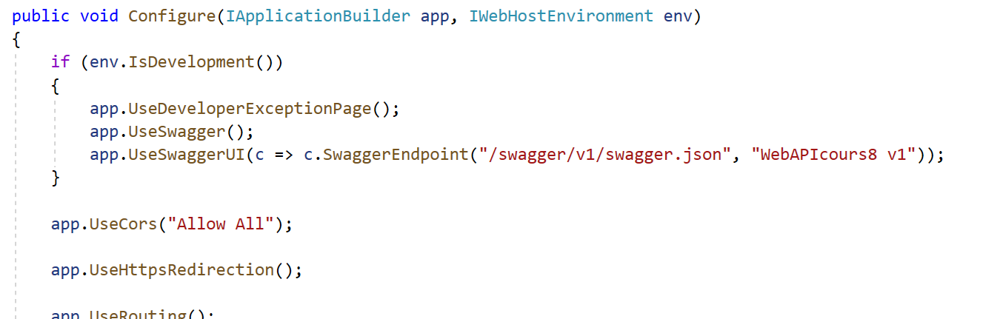 public void Configure(IApplicationBuilder app, IWebHostEnvironment env)
{
if (env.IsDevelopment())
{
app.UseDeveloperExceptionPage();
app.UseSwagger();
app.UseSwaggerUI(c => c.SwaggerEndpoint("/swagger/v1/swagger.json", "WebAPIcours8 v1"));
}
app.UseCors("Allow All");
app.UseHttpsRedirection();
app.UseRouting();